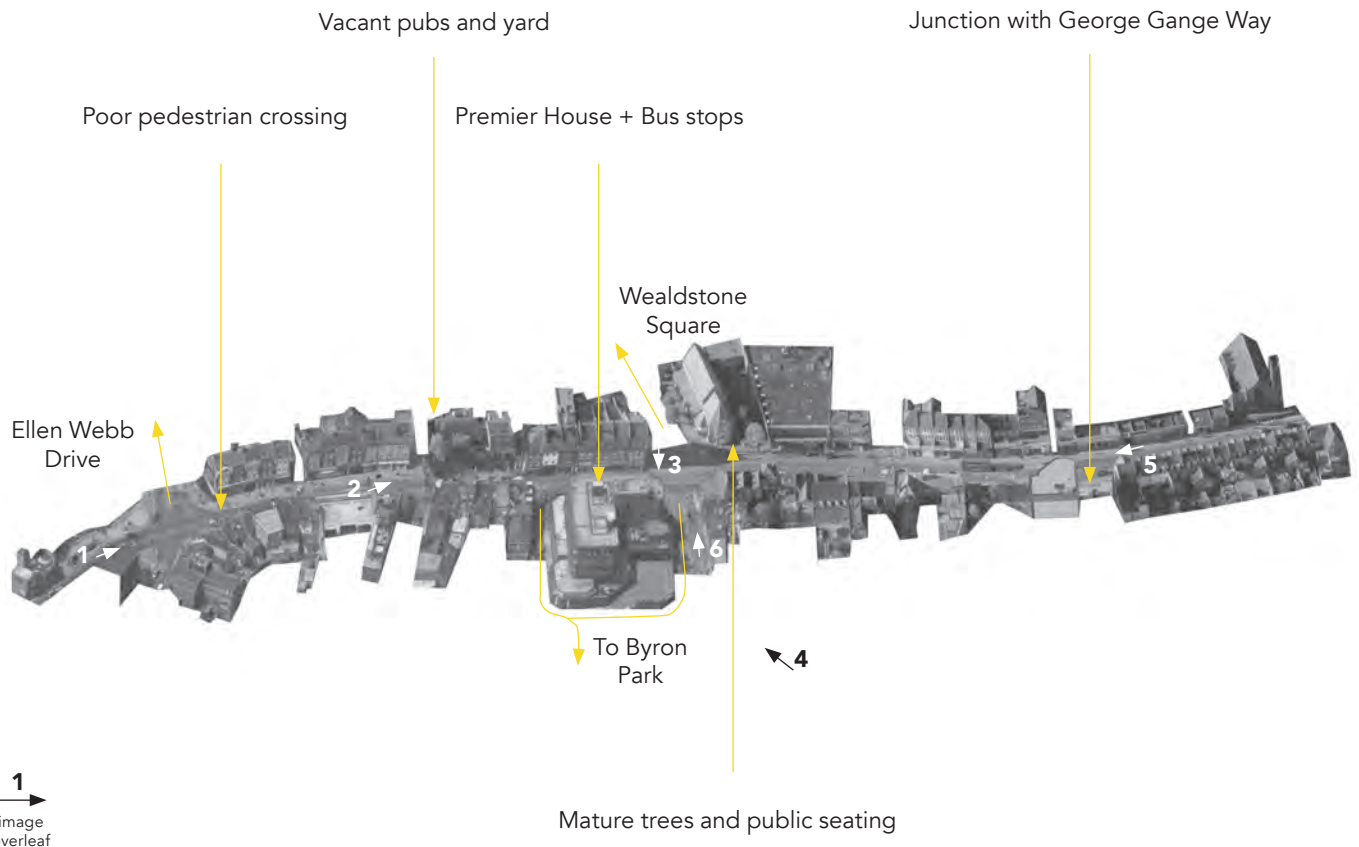 Vacant pubs and yard
Junction with George Gange Way
Poor pedestrian crossing
Premier House + Bus stops
Wealdstone
Square
Ellen Webb
Drive
3
2
5
1
6
To Byron
Park
4
1
image
Mature trees and public seating